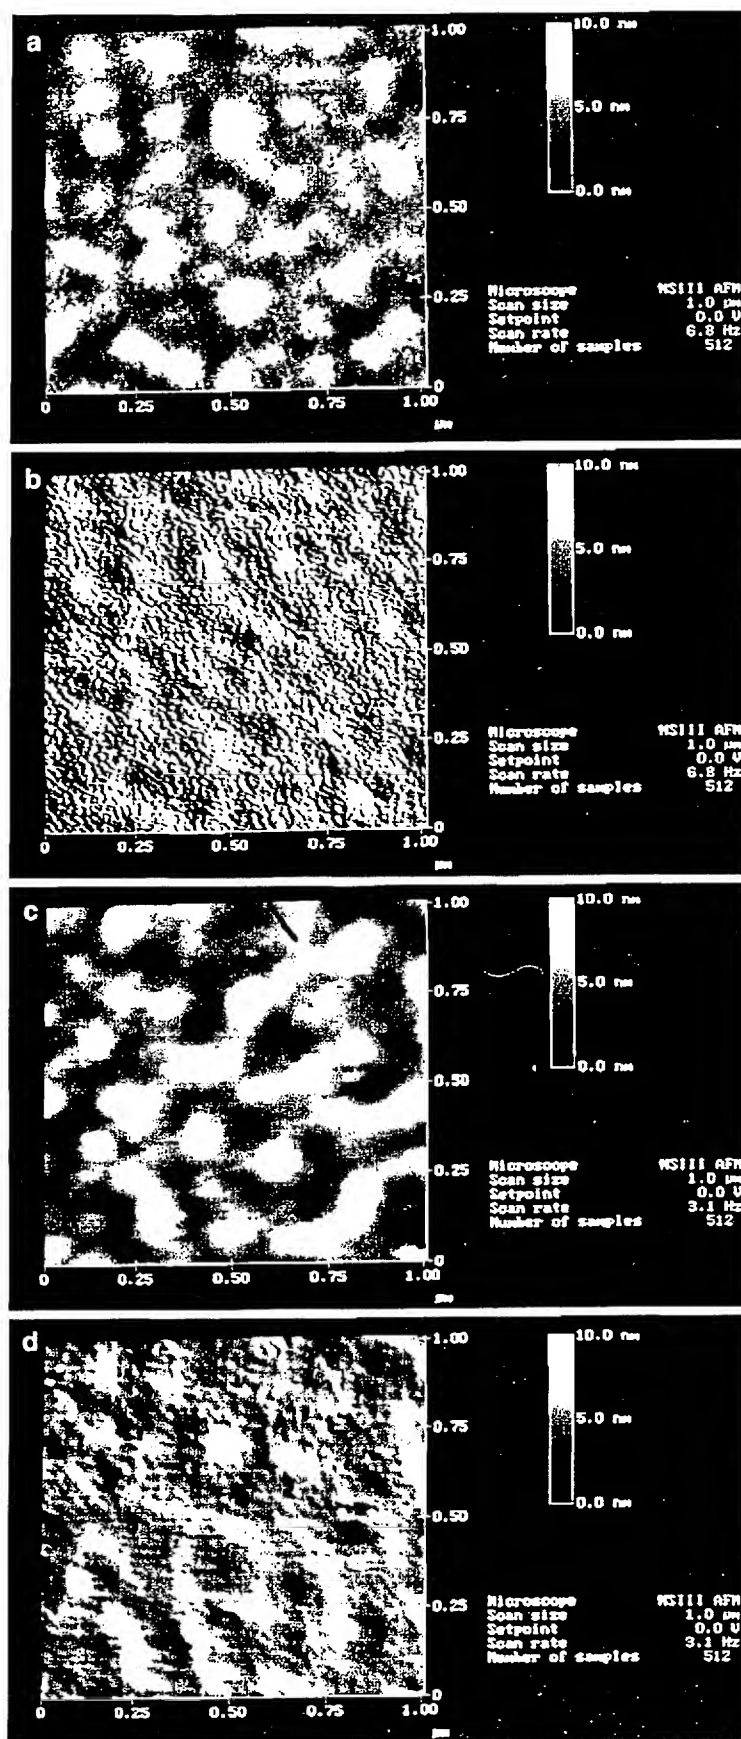 a
1.00
0.75
0.50
0.25
0
0 0.25 0.50 0.75 1.00
µm
10.0 nm
5.0 nm
0.0 nm
Microscope NSIII AFM
Scan size 1.0 µm
Setpoint 0.0 V
Scan rate 6.8 Hz
Number of samples 512
b
1.00
0.75
0.50
0.25
0
0 0.25 0.50 0.75 1.00
µm
10.0 nm
5.0 nm
0.0 nm
Microscope NSIII AFM
Scan size 1.0 µm
Setpoint 0.0 V
Scan rate 6.8 Hz
Number of samples 512
c
1.00
0.75
0.50
0.25
0
0 0.25 0.50 0.75 1.00
µm
10.0 nm
5.0 nm
0.0 nm
Microscope NSIII AFM
Scan size 1.0 µm
Setpoint 0.0 V
Scan rate 3.1 Hz
Number of samples 512
d
1.00
0.75
0.50
0.25
0
0 0.25 0.50 0.75 1.00
µm
10.0 nm
5.0 nm
0.0 nm
Microscope NSIII AFM
Scan size 1.0 µm
Setpoint 0.0 V
Scan rate 3.1 Hz
Number of samples 512